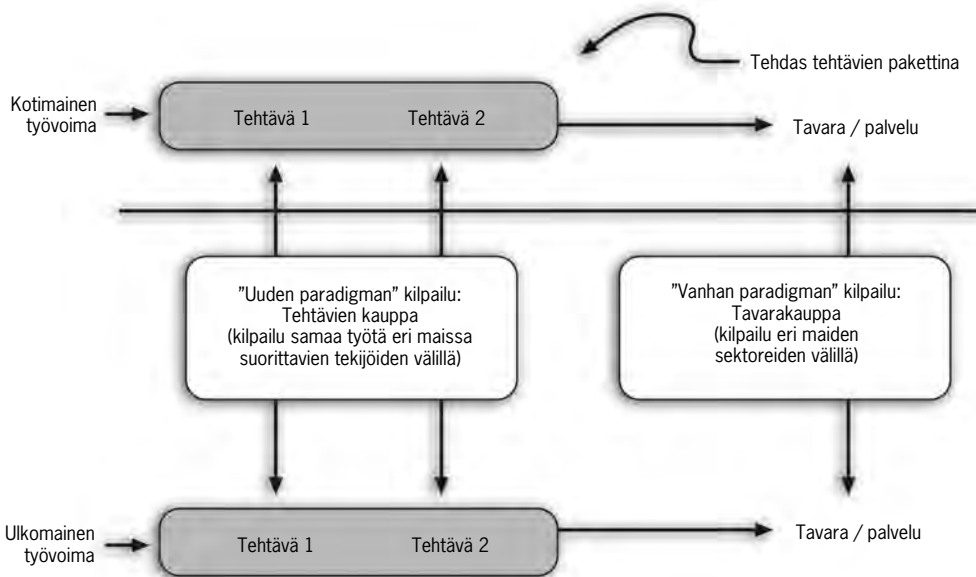 Tehdas tehtävien pakettina
Kotimainen
työvoima
Tehtävä 1
Tehtävä 2
Tavara / palvelu
”Uuden paradigman” kilpailu:
Tehtävien kauppa
(kilpailu samaa työtä eri maissa
suorittavien tekijöiden välillä)
”Vanhan paradigman” kilpailu:
Tavarakauppa
(kilpailu eri maiden
sektoreiden välillä)
Ulkomainen
työvoima
Tehtävä 1
Tehtävä 2
Tavara / palvelu